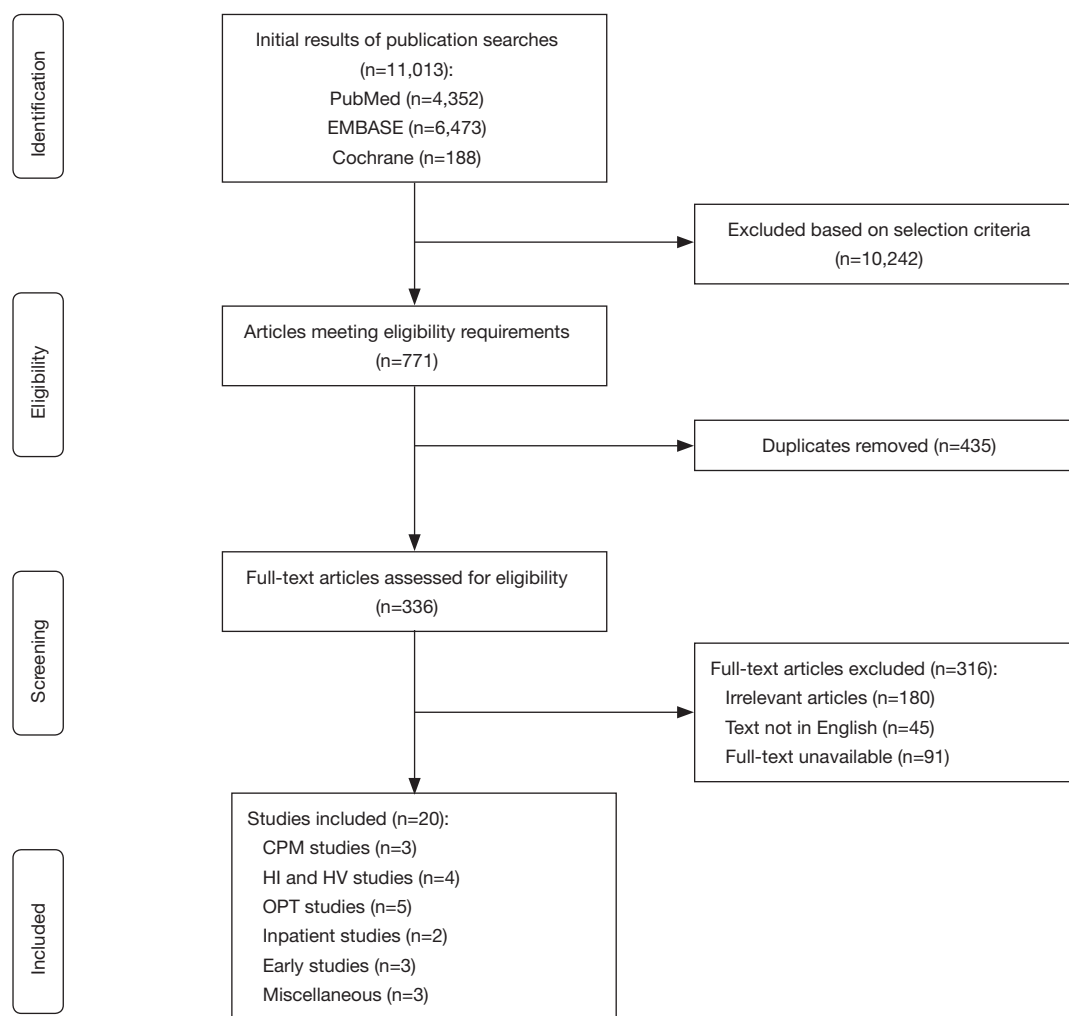 Identification
Initial results of publication searches
(n=11,013):
PubMed (n=4,352)
EMBASE (n=6,473)
Cochrane (n=188)
Excluded based on selection criteria
(n=10,242)
Eligibility
Articles meeting eligibility requirements
(n=771)
Duplicates removed (n=435)
Screening
Full-text articles assessed for eligibility
(n=336)
Full-text articles excluded (n=316):
Irrelevant articles (n=180)
Text not in English (n=45)
Full-text unavailable (n=91)
Included
Studies included (n=20):
CPM studies (n=3)
HI and HV studies (n=4)
OPT studies (n=5)
Inpatient studies (n=2)
Early studies (n=3)
Miscellaneous (n=3)